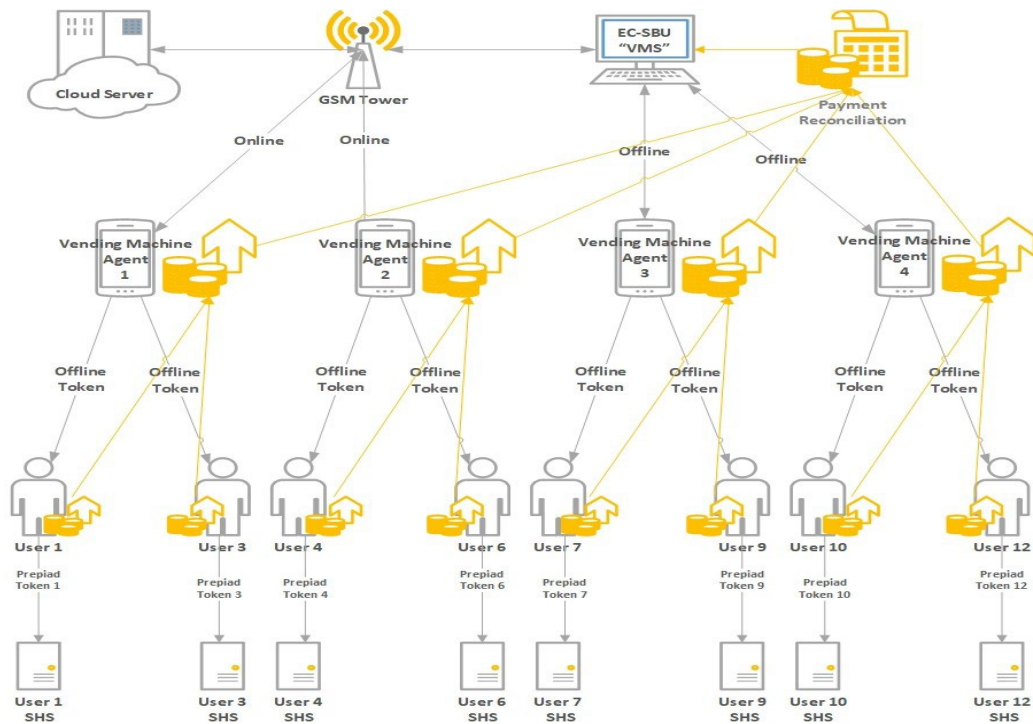 EC-SBU
"VMS"
Cloud Server
GSM Tower
Payment
Reconciliation
Online
Online
Offline
Offline
Vending Machine
Agent
1
Vending Machine
Agent
2
Vending Machine
Agent
3
Vending Machine
Agent
4
Offline
Token
Offline
Token
Offline
Token
Offline
Token
Offline
Token
Offline
Token
Offline
Token
Offline
Token
User 1
User 3
User 4
User 6
User 7
User 9
User 10
User 12
Prepiad
Token 1
Prepiad
Token 3
Prepiad
Token 4
Prepiad
Token 6
Prepiad
Token 7
Prepiad
Token 9
Prepiad
Token 10
Prepiad
Token 12
User 1
SHS
User 3
SHS
User 4
SHS
User 6
SHS
User 7
SHS
User 9
SHS
User 10
SHS
User 12
SHS